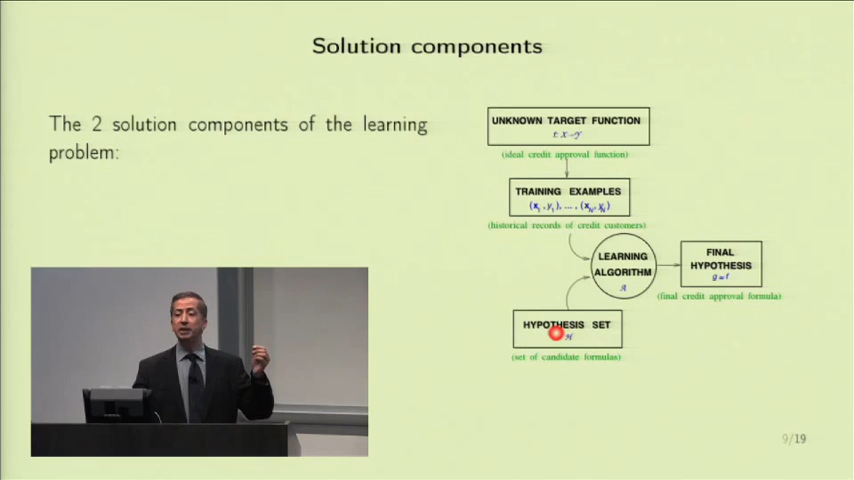 Solution components
The 2 solution components of the learning
problem:
UNKNOWN TARGET FUNCTION
f: X→Y
(ideal credit approval function)
TRAINING EXAMPLES
(x₁, y₁), ... , (x_N, y_N)
(historical records of credit customers)
LEARNING
ALGORITHM
A
FINAL
HYPOTHESIS
g≈f
(final credit approval formula)
HYPOTHESIS SET
H
(set of candidate formulas)
9/19